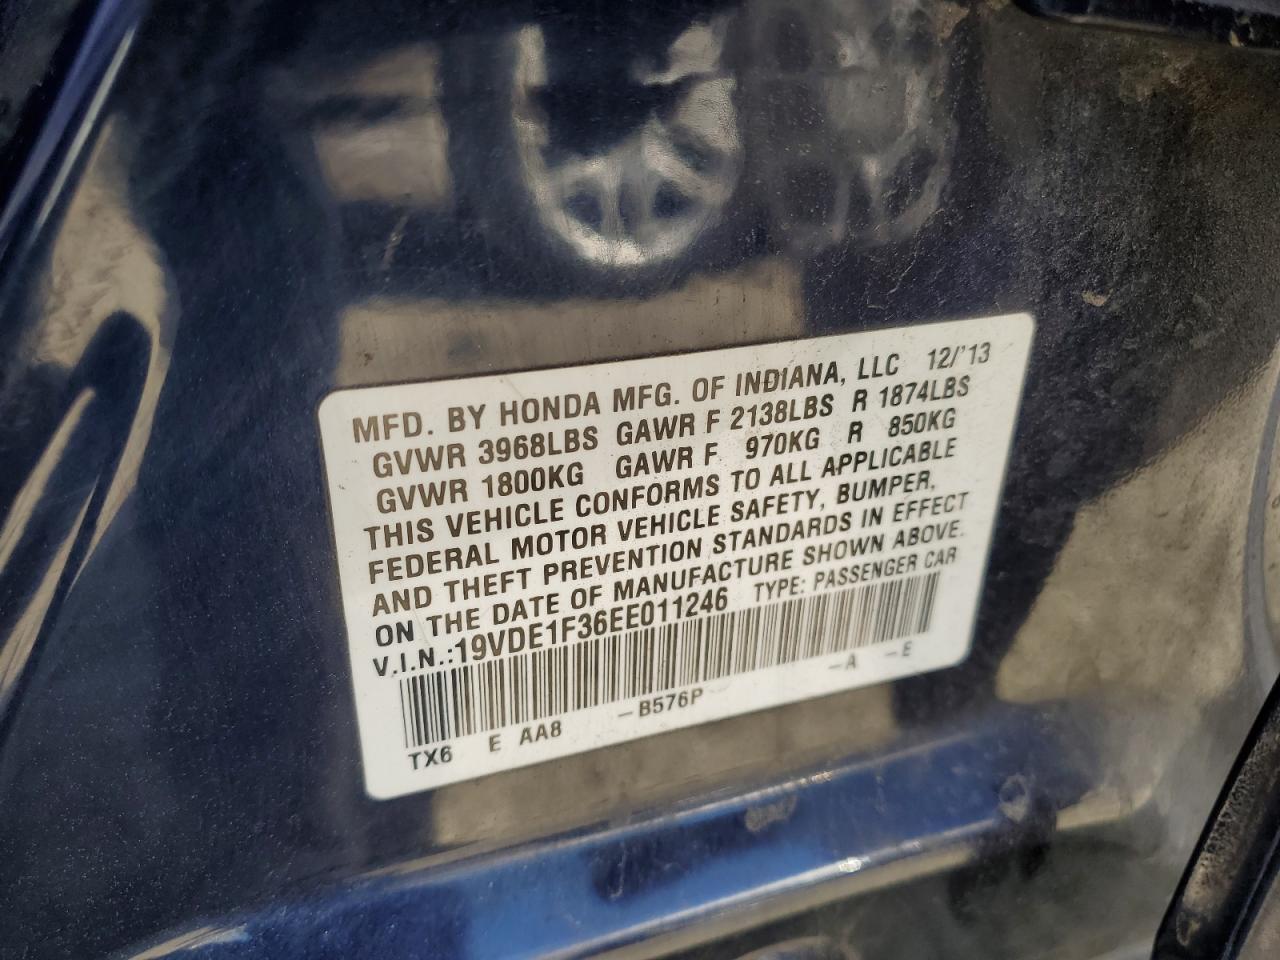 MFD. BY HONDA MFG. OF INDIANA, LLC 12/'13
GVWR 3968LBS GAWR F 2138LBS R 1874LBS
GVWR 1800KG GAWR F 970KG R 850KG
THIS VEHICLE CONFORMS TO ALL APPLICABLE
FEDERAL MOTOR VEHICLE SAFETY, BUMPER,
AND THEFT PREVENTION STANDARDS IN EFFECT
ON THE DATE OF MANUFACTURE SHOWN ABOVE.
V.I.N.:19VDE1F36EE011246 TYPE: PASSENGER CAR
TX6 E AA8 -B576P -A -E